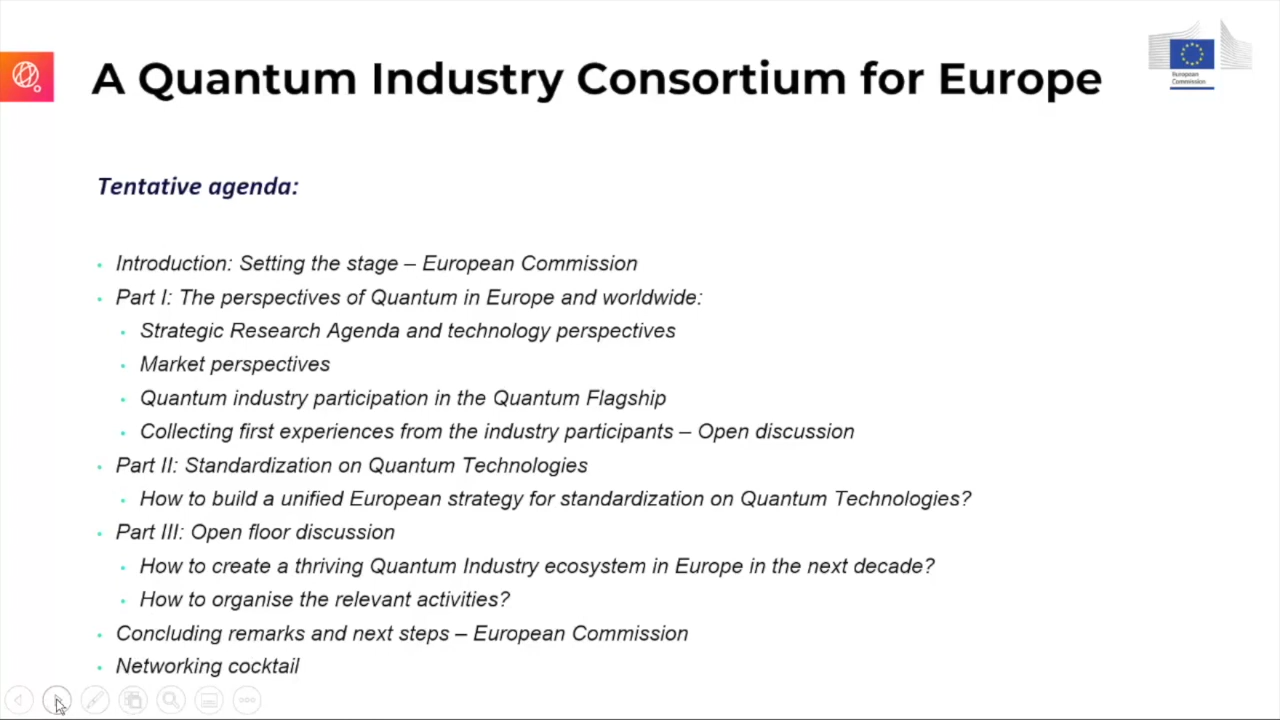 A Quantum Industry Consortium for Europe
European
Commission
Tentative agenda:
Introduction: Setting the stage – European Commission
Part I: The perspectives of Quantum in Europe and worldwide:
Strategic Research Agenda and technology perspectives
Market perspectives
Quantum industry participation in the Quantum Flagship
Collecting first experiences from the industry participants – Open discussion
Part II: Standardization on Quantum Technologies
How to build a unified European strategy for standardization on Quantum Technologies?
Part III: Open floor discussion
How to create a thriving Quantum Industry ecosystem in Europe in the next decade?
How to organise the relevant activities?
Concluding remarks and next steps – European Commission
Networking cocktail